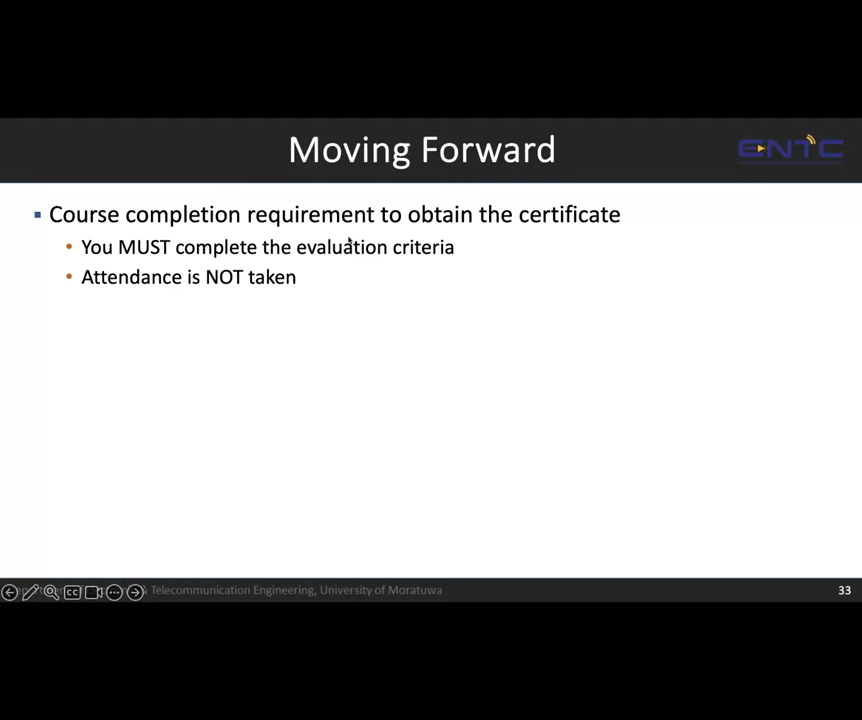 Moving Forward
ENTC
Course completion requirement to obtain the certificate
You MUST complete the evaluation criteria
Attendance is NOT taken
& Telecommunication Engineering, University of Moratuwa
33